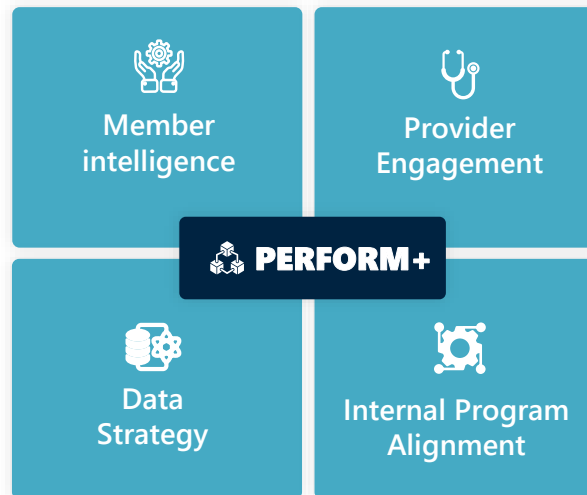 Member
intelligence
Provider
Engagement
PERFORM+
Data
Strategy
Internal Program
Alignment